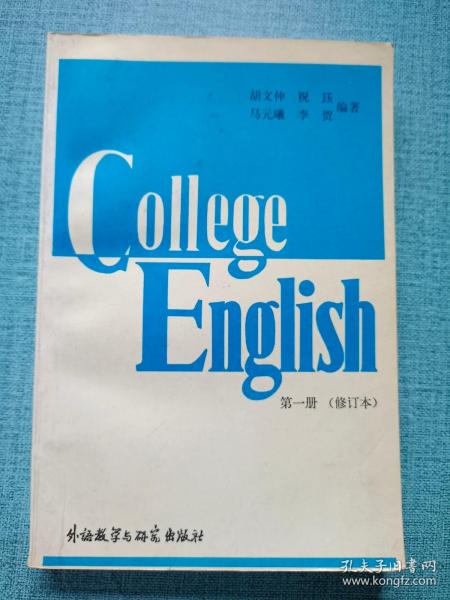 胡文仲 祝珏
马元曦 李贺 编著
College
English
第一册（修订本）
外语教学与研究出版社
孔夫子旧书网
www.kongfz.com